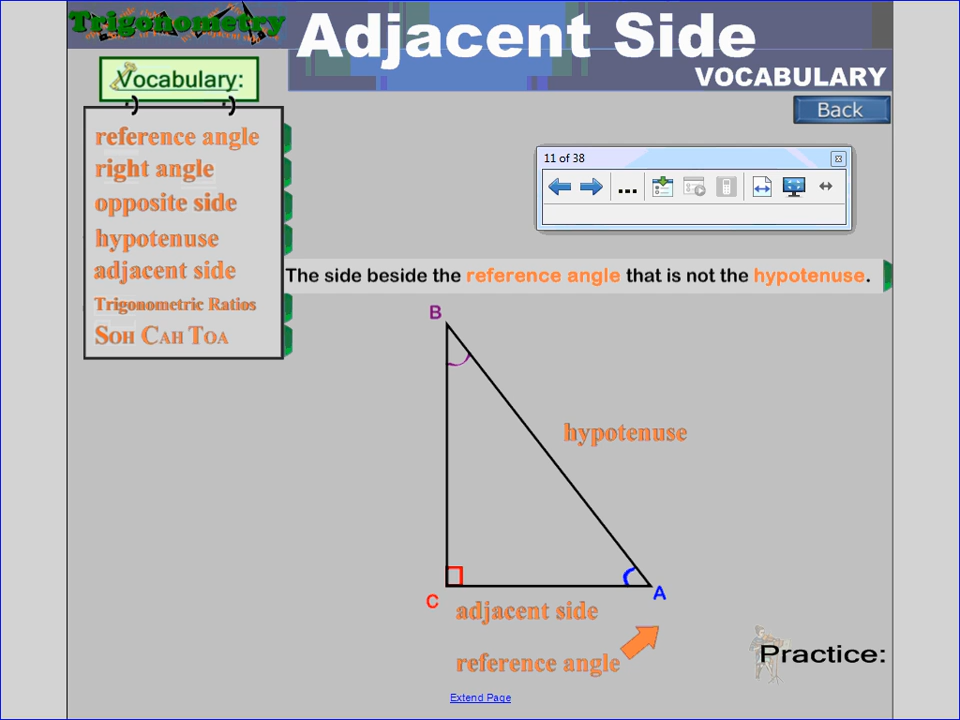 Trigonometry
Adjacent Side
VOCABULARY
Vocabulary:
Back
reference angle
right angle
opposite side
hypotenuse
adjacent side
Trigonometric Ratios
SOH CAH TOA
11 of 38
The side beside the reference angle that is not the hypotenuse.
B
hypotenuse
C
A
adjacent side
reference angle
Practice:
Extend Page